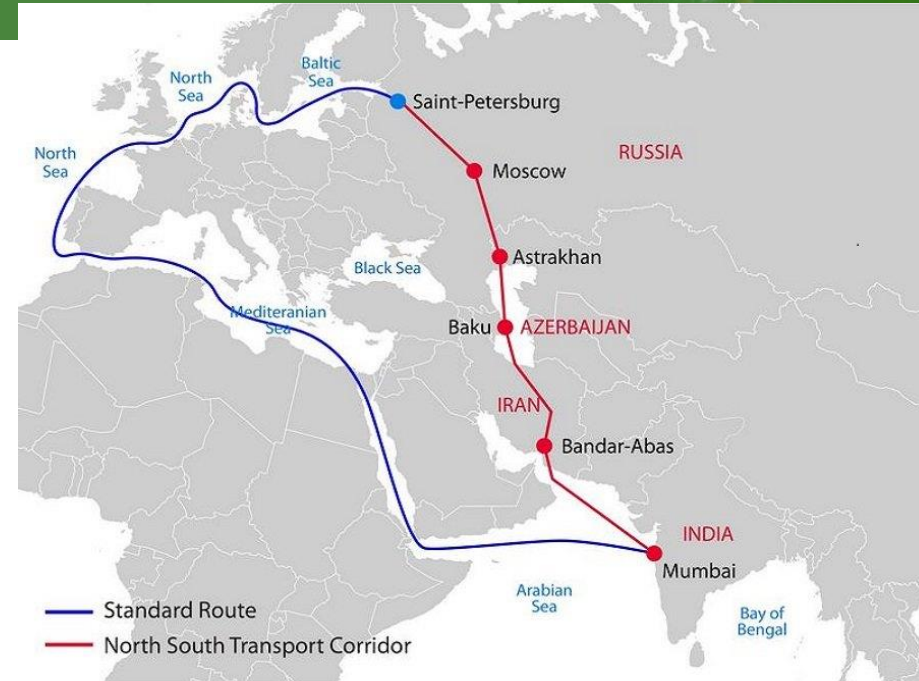 Baltic
Sea
North
Sea
Saint-Petersburg
North
Sea
RUSSIA
Moscow
Astrakhan
Black Sea
Mediteranian
Sea
Baku
AZERBAIJAN
IRAN
Bandar-Abas
INDIA
Mumbai
Arabian
Sea
Bay of
Bengal
Standard Route
North South Transport Corridor